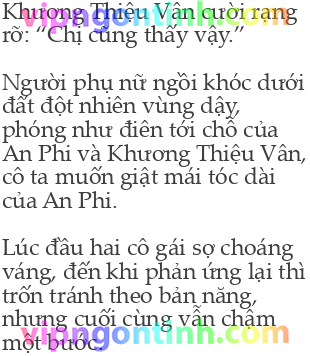 Khương Thiệu Vân cười rạng
rỡ: “Chị cũng thấy vậy.”
Người phụ nữ ngồi khóc dưới
đất đột nhiên vùng dậy,
phóng như điên tới chỗ của
An Phi và Khương Thiệu Vân,
cô ta muốn giật mái tóc dài
của An Phi.
Lúc đầu hai cô gái sợ choáng
váng, đến khi phản ứng lại thì
trốn tránh theo bản năng,
nhưng cuối cùng vẫn chậm
một bước.
vipngontinh.com
vipngontinh.com